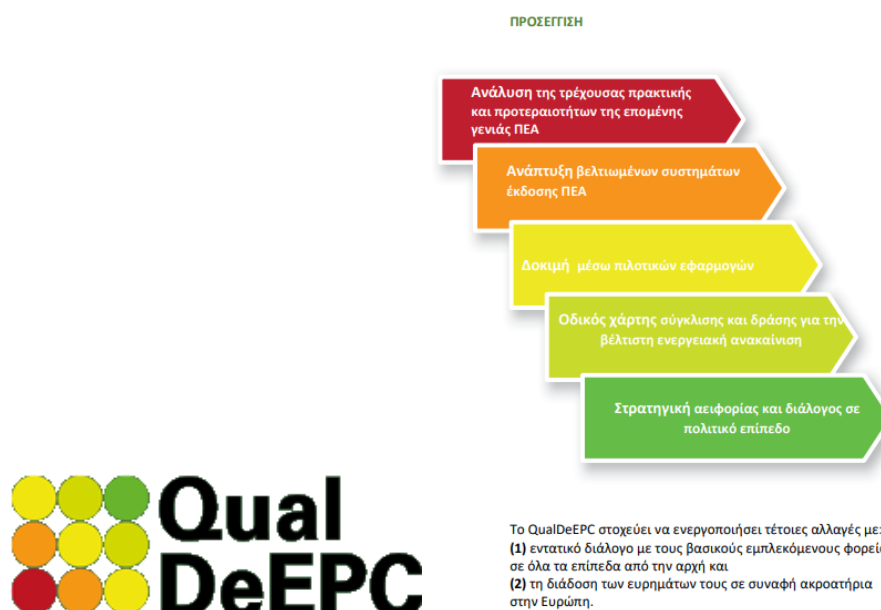 ΠΡΟΣΕΓΓΙΣΗ
Ανάλυση της τρέχουσας πρακτικής
και προτεραιοτήτων της επομένης
γενιάς ΠΕΑ
Ανάπτυξη βελτιωμένων συστημάτων
έκδοσης ΠΕΑ
Δοκιμή μέσω πιλοτικών εφαρμογών
Οδικός χάρτης σύγκλισης και δράσης για την
βέλτιστη ενεργειακή ανακαίνιση
Στρατηγική αειφορίας και διάλογος σε
πολιτικό επίπεδο
Qual
DeEPC
Το QualDeEPC στοχεύει να ενεργοποιήσει τέτοιες αλλαγές με:
(1) εντατικό διάλογο με τους βασικούς εμπλεκόμενους φορείς
σε όλα τα επίπεδα από την αρχή και
(2) τη διάδοση των ευρημάτων τους σε συναφή ακροατήρια
στην Ευρώπη.